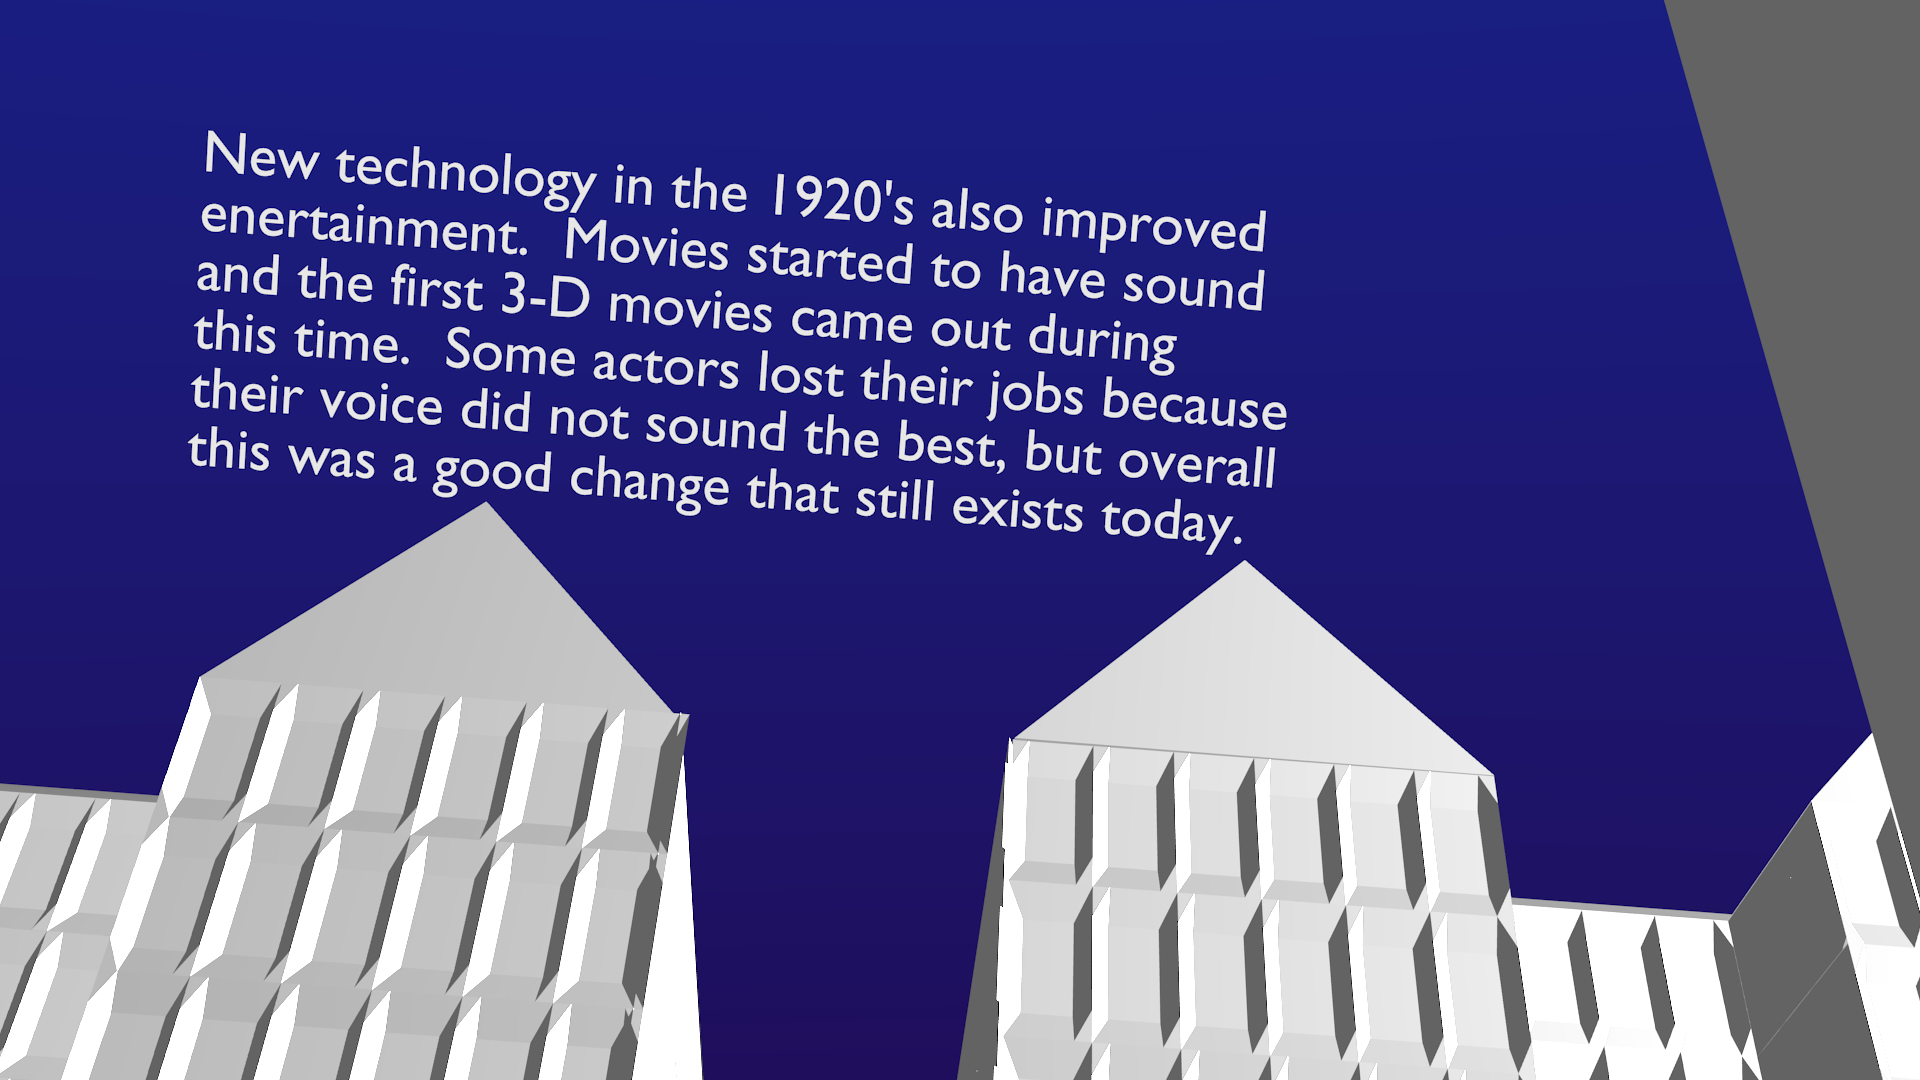 New technology in the 1920's also improved
enertainment.  Movies started to have sound
and the first 3-D movies came out during
this time.  Some actors lost their jobs because
their voice did not sound the best, but overall
this was a good change that still exists today.